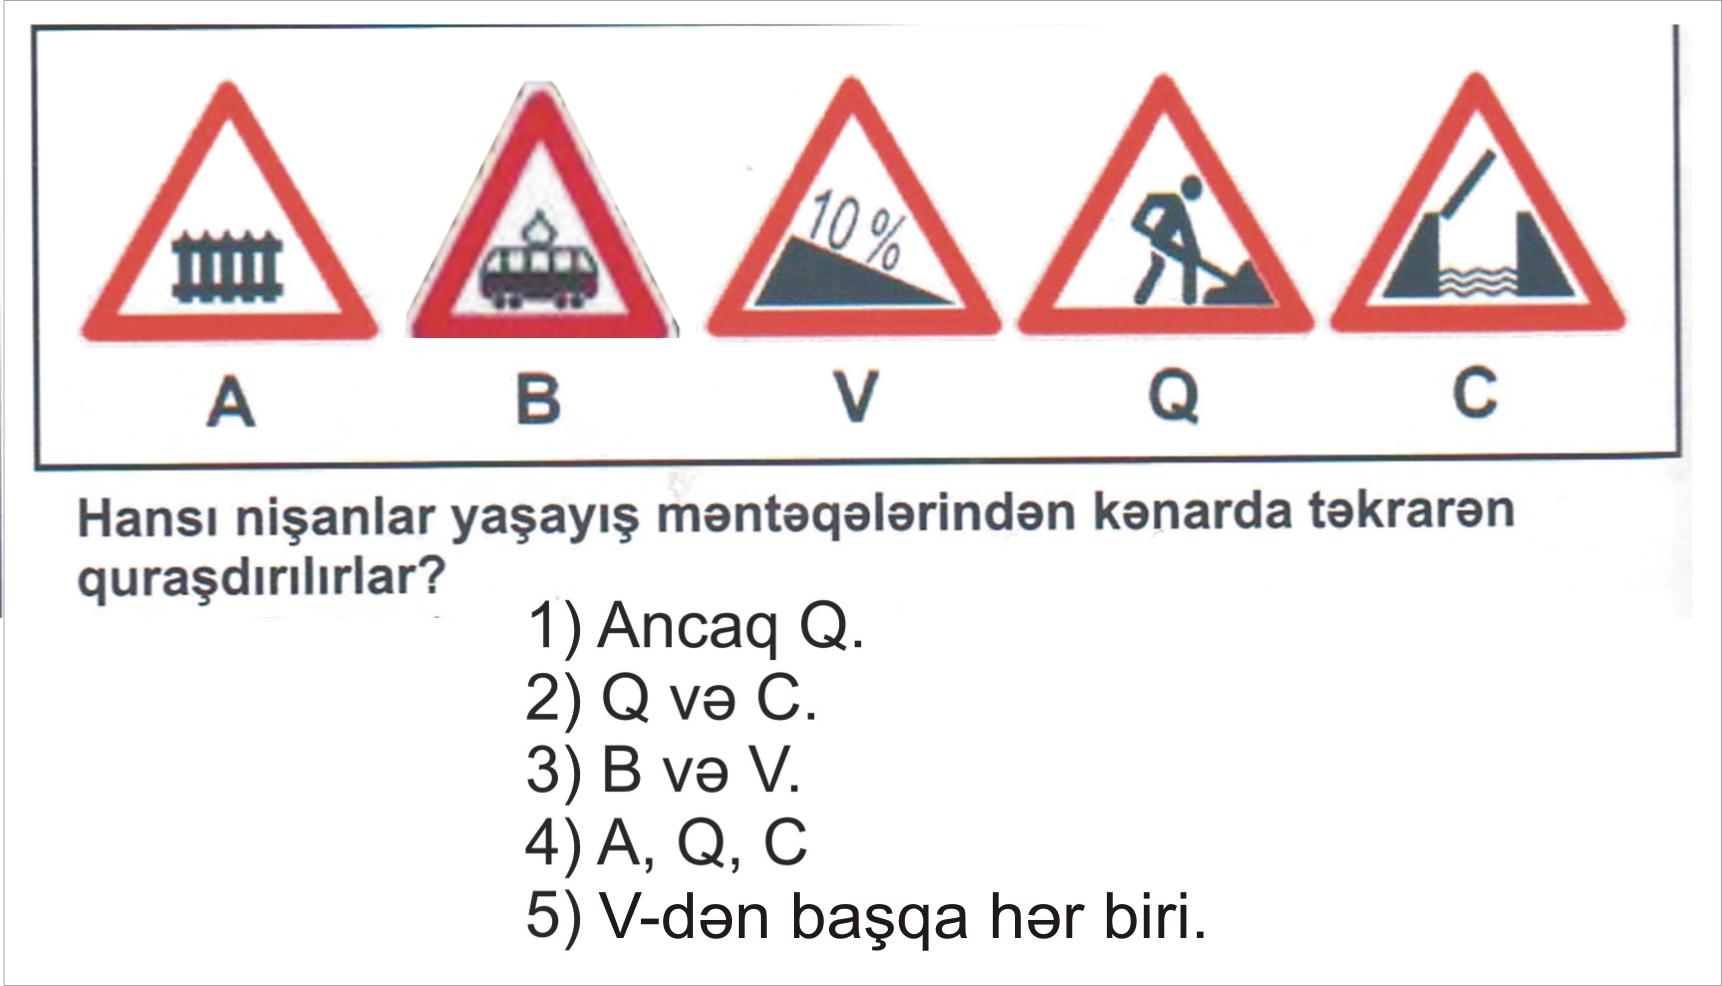 10 %
A B V Q C
Hansı nişanlar yaşayış məntəqələrindən kənarda təkrarən
quraşdırılırlar?
1) Ancaq Q.
2) Q və C.
3) B və V.
4) A, Q, C
5) V-dən başqa hər biri.